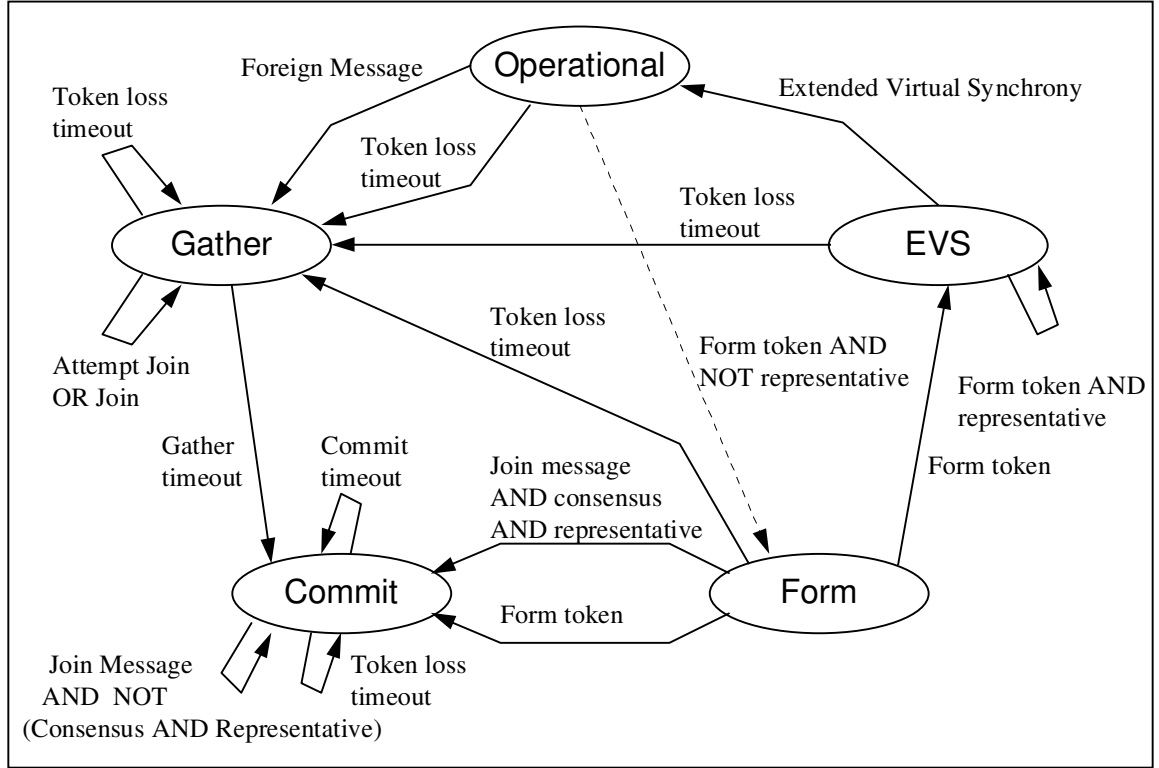 Operational
Foreign Message
Extended Virtual Synchrony
Token loss
timeout
Token loss
timeout
Token loss
timeout
Gather
EVS
Token loss
timeout
Form token AND
NOT representative
Attempt Join
OR Join
Form token AND
representative
Gather
timeout
Commit
timeout
Join message
AND consensus
AND representative
Form token
Commit
Form
Form token
Join Message
AND NOT
(Consensus AND Representative)
Token loss
timeout